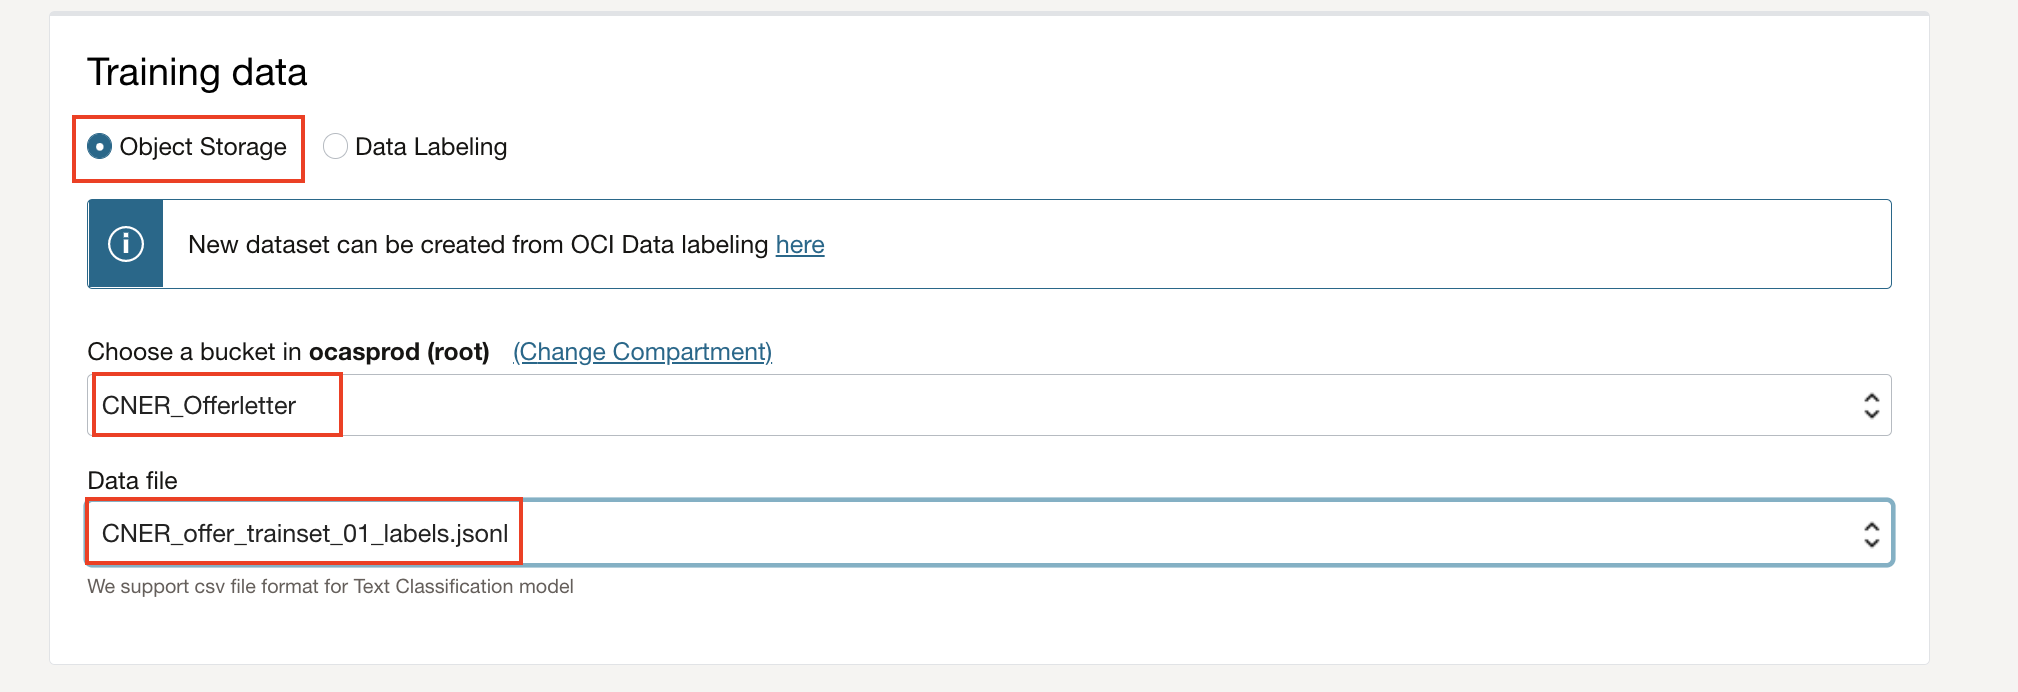 Training data
Object Storage Data Labeling
New dataset can be created from OCI Data labeling here
Choose a bucket in ocasprod (root) (Change Compartment)
CNER_Offerletter
Data file
CNER_offer_trainset_01_labels.jsonl
We support csv file format for Text Classification model